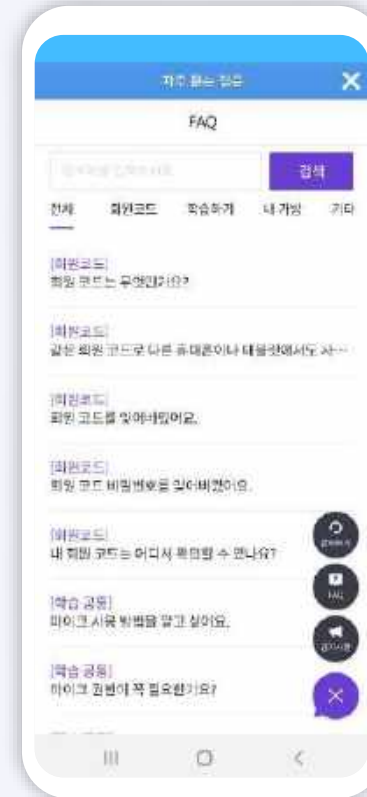 자주 묻는 질문
FAQ
검색
전체 회원코드 학습하기 내 가방 기타
[회원코드]
회원 코드는 무엇인가요?
[회원코드]
같은 회원 코드로 다른 휴대폰이나 태블릿에서도 사…
[회원코드]
회원 코드를 잊어버렸어요.
[회원코드]
회원 코드 비밀번호를 잊어버렸어요.
[회원코드]
내 회원 코드는 어디서 확인할 수 있나요?
[학습 공통]
마이크 사용 방법을 알고 싶어요.
[학습 공통]
마이크 권한이 꼭 필요한가요?
FAQ
공지사항